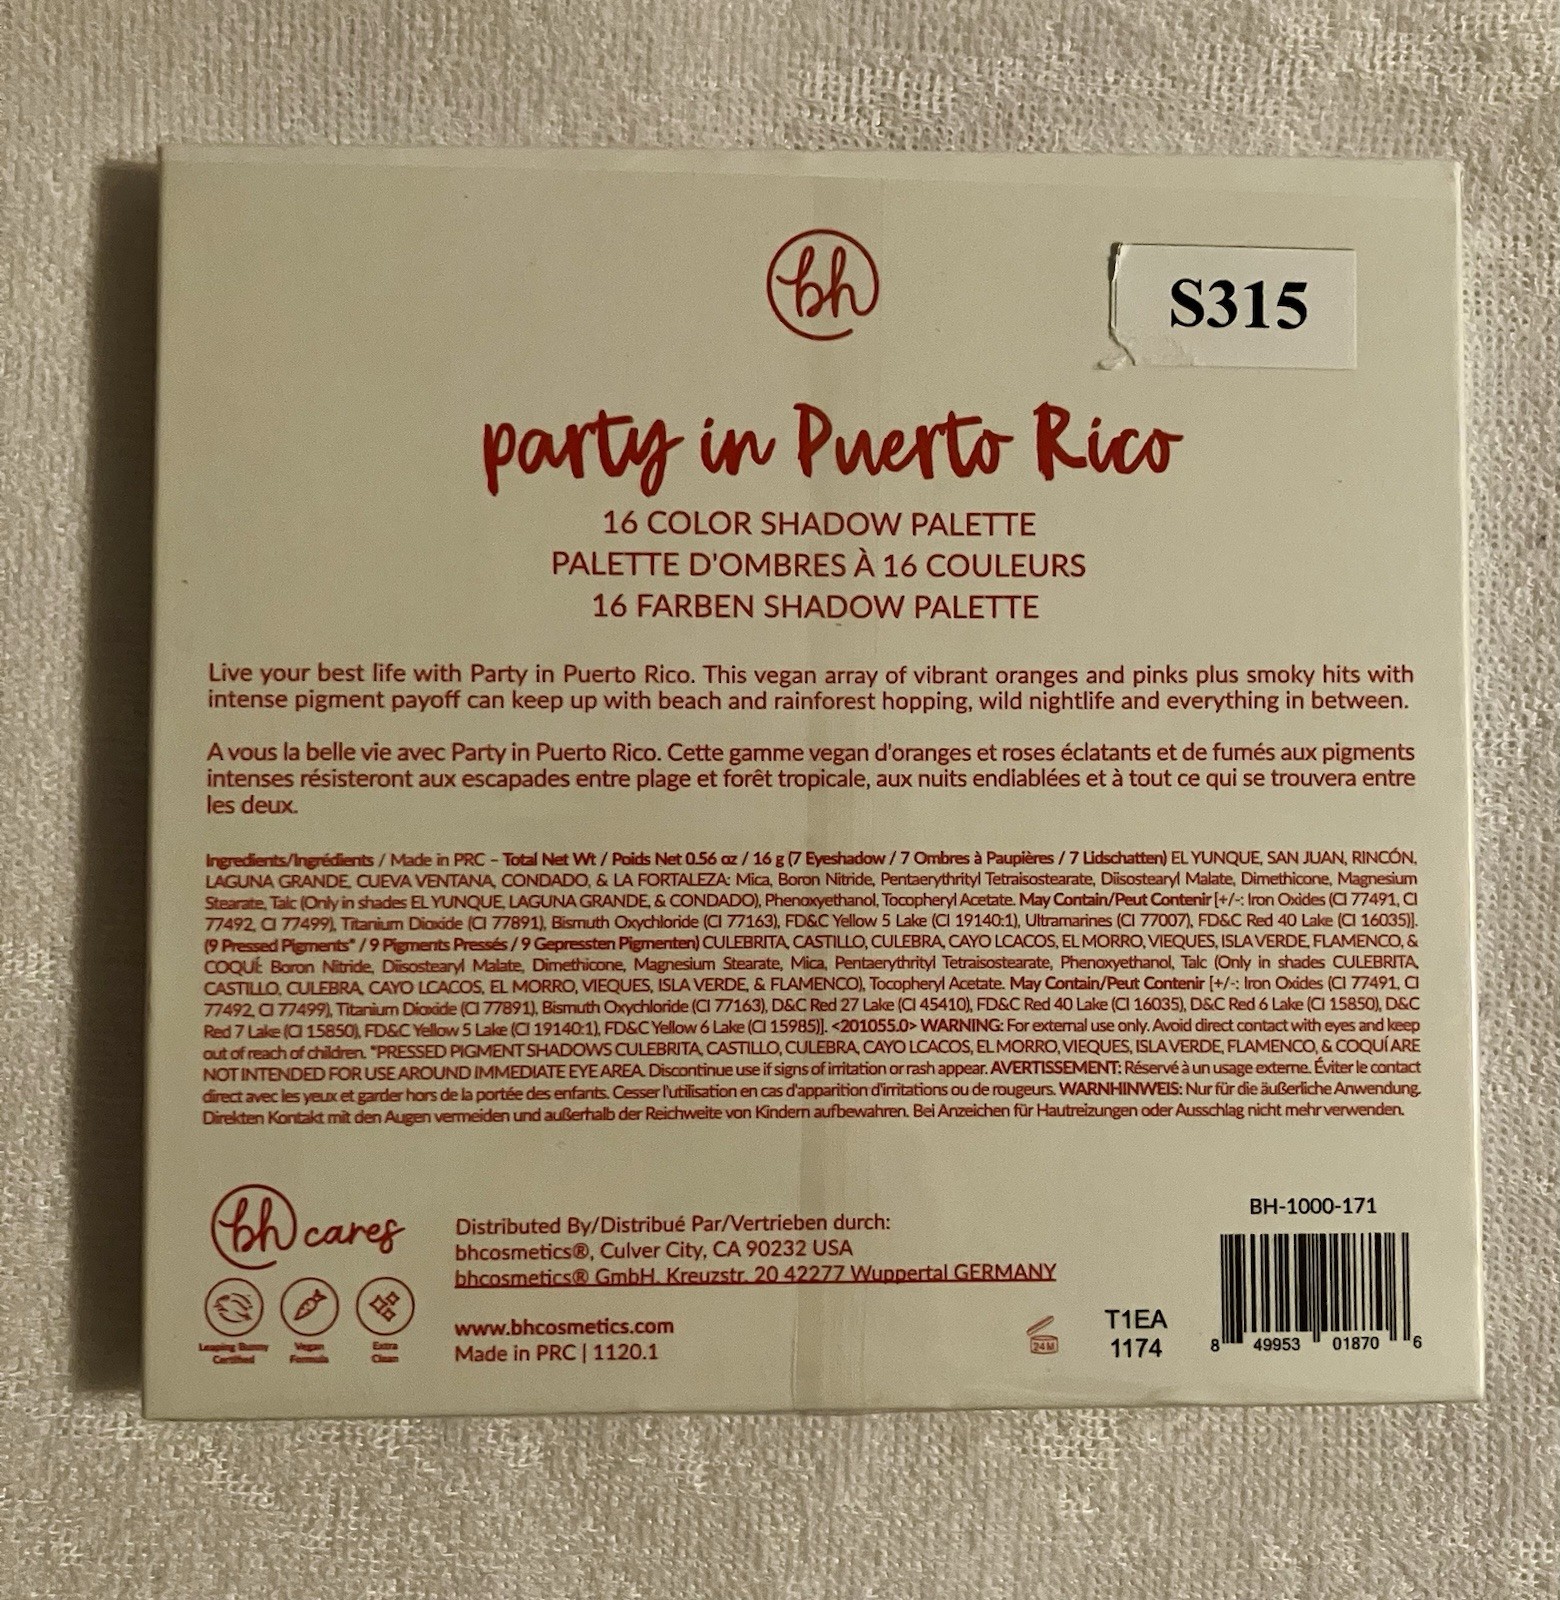 bh
S315
party in Puerto Rico
16 COLOR SHADOW PALETTE
PALETTE D'OMBRES À 16 COULEURS
16 FARBEN SHADOW PALETTE
Live your best life with Party in Puerto Rico. This vegan array of vibrant oranges and pinks plus smoky hits with
intense pigment payoff can keep up with beach and rainforest hopping, wild nightlife and everything in between.
A vous la belle vie avec Party in Puerto Rico. Cette gamme vegan d'oranges et roses éclatants et de fumés aux pigments
intenses résisteront aux escapades entre plage et forêt tropicale, aux nuits endiablées et à tout ce qui se trouvera entre
les deux.
Ingredients/Ingrédients / Made in PRC – Total Net Wt / Poids Net 0.56 oz / 16 g (7 Eyeshadow / 7 Ombres à Paupières / 7 Lidschatten) EL YUNQUE, SAN JUAN, RINCÓN,
LAGUNA GRANDE, CUEVA VENTANA, CONDADO, & LA FORTALEZA: Mica, Boron Nitride, Pentaerythrityl Tetraisostearate, Diisostearyl Malate, Dimethicone, Magnesium
Stearate, Talc (Only in shades EL YUNQUE, LAGUNA GRANDE, & CONDADO), Phenoxyethanol, Tocopheryl Acetate. May Contain/Peut Contenir [+/-: Iron Oxides (CI 77491, CI
77492, CI 77499), Titanium Dioxide (CI 77891), Bismuth Oxychloride (CI 77163), FD&C Yellow 5 Lake (CI 19140:1), Ultramarines (CI 77007), FD&C Red 40 Lake (CI 16035)].
(9 Pressed Pigments* / 9 Pigments Pressés / 9 Gepressten Pigmenten) CULEBRITA, CASTILLO, CULEBRA, CAYO LCACOS, EL MORRO, VIEQUES, ISLA VERDE, FLAMENCO, &
COQUÍ: Boron Nitride, Diisostearyl Malate, Dimethicone, Magnesium Stearate, Mica, Pentaerythrityl Tetraisostearate, Phenoxyethanol, Talc (Only in shades CULEBRITA,
CASTILLO, CULEBRA, CAYO LCACOS, EL MORRO, VIEQUES, ISLA VERDE, & FLAMENCO), Tocopheryl Acetate. May Contain/Peut Contenir [+/-: Iron Oxides (CI 77491, CI
77492, CI 77499), Titanium Dioxide (CI 77891), Bismuth Oxychloride (CI 77163), D&C Red 27 Lake (CI 45410), FD&C Red 40 Lake (CI 16035), D&C Red 6 Lake (CI 15850), D&C
Red 7 Lake (CI 15850), FD&C Yellow 5 Lake (CI 19140:1), FD&C Yellow 6 Lake (CI 15985)]. <201055.0> WARNING: For external use only. Avoid direct contact with eyes and keep
out of reach of children. *PRESSED PIGMENT SHADOWS CULEBRITA, CASTILLO, CULEBRA, CAYO LCACOS, EL MORRO, VIEQUES, ISLA VERDE, FLAMENCO, & COQUÍ ARE
NOT INTENDED FOR USE AROUND IMMEDIATE EYE AREA. Discontinue use if signs of irritation or rash appear. AVERTISSEMENT: Réservé à un usage externe. Éviter le contact
direct avec les yeux et garder hors de la portée des enfants. Cesser l'utilisation en cas d'apparition d'irritations ou de rougeurs. WARNHINWEIS: Nur für die äußerliche Anwendung.
Direkten Kontakt mit den Augen vermeiden und außerhalb der Reichweite von Kindern aufbewahren. Bei Anzeichen für Hautreizungen oder Ausschlag nicht mehr verwenden.
bh cares
Leaping Bunny
Certified
Vegan
Formula
Extra
Clean
Distributed By/Distribué Par/Vertrieben durch:
bhcosmetics®, Culver City, CA 90232 USA
bhcosmetics® GmbH, Kreuzstr. 20 42277 Wuppertal GERMANY
www.bhcosmetics.com
Made in PRC | 1120.1
24M
T1EA
1174
BH-1000-171
8 49953 01870 6